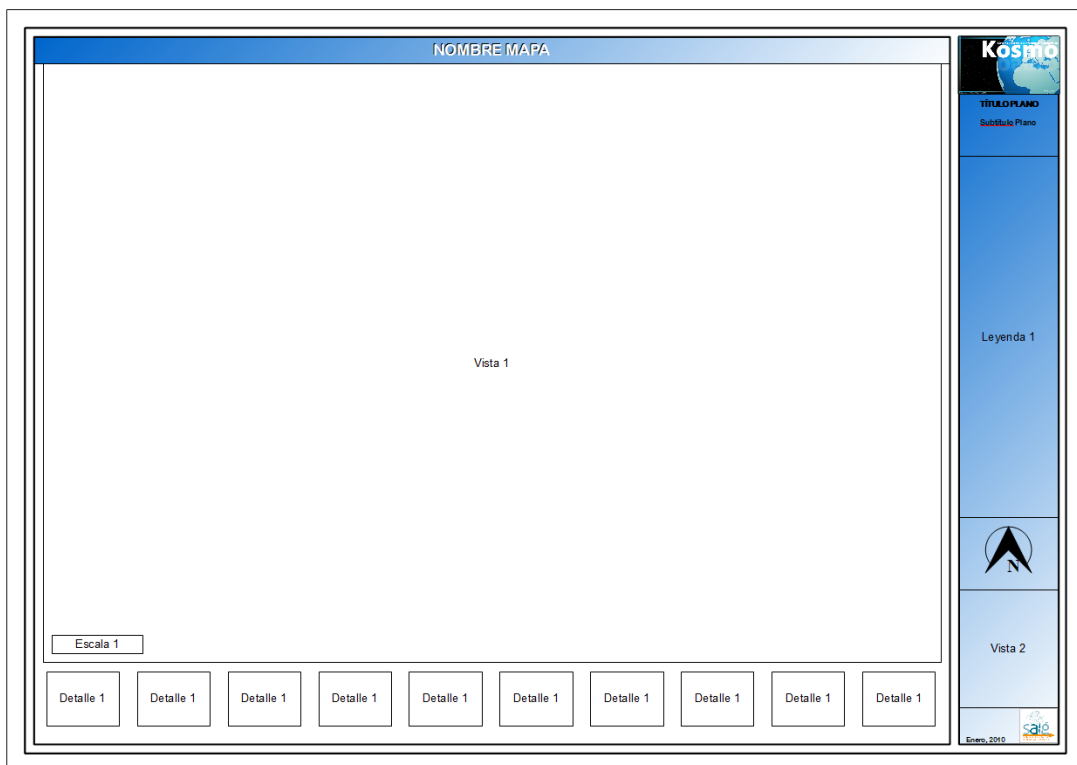 NOMBRE MAPA
Vista 1
Escala 1
Detalle 1
Detalle 1
Detalle 1
Detalle 1
Detalle 1
Detalle 1
Detalle 1
Detalle 1
Detalle 1
Detalle 1
Kosmo
TÍTULO PLANO
Subtítulo Plano
Leyenda 1
N
Vista 2
Enero, 2010
saig